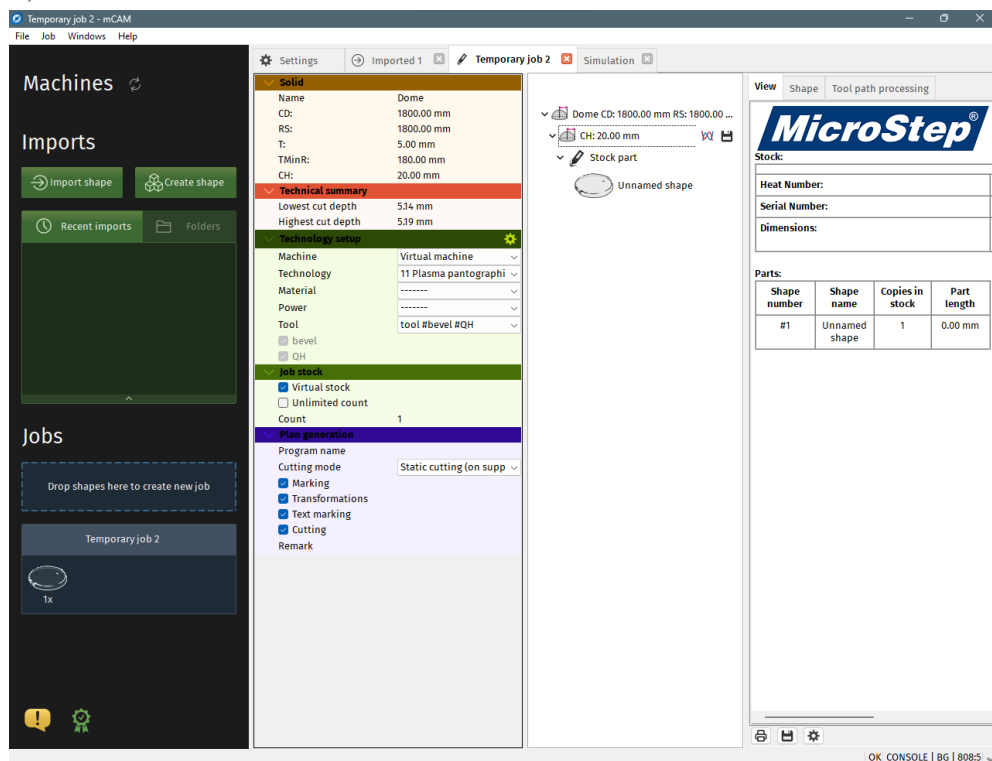 Temporary job 2 - mCAM
File Job Windows Help
Machines
Imports
Import shape
Create shape
Recent imports
Folders
Jobs
Drop shapes here to create new job
Temporary job 2
1x
Settings
Imported 1
Temporary job 2
Simulation
Solid
Name Dome
CD: 1800.00 mm
RS: 1800.00 mm
T: 5.00 mm
TMinR: 180.00 mm
CH: 20.00 mm
Technical summary
Lowest cut depth 5.14 mm
Highest cut depth 5.19 mm
Technology setup
Machine Virtual machine
Technology 11 Plasma pantographi
Material -------
Power -------
Tool tool #bevel #QH
bevel
QH
Job stock
Virtual stock
Unlimited count
Count 1
Plan generation
Program name
Cutting mode Static cutting (on supp
Marking
Transformations
Text marking
Cutting
Remark
Dome CD: 1800.00 mm RS: 1800.00 ...
CH: 20.00 mm
Stock part
Unnamed shape
View
Shape
Tool path processing
MicroStep®
Stock:
Heat Number:
Serial Number:
Dimensions:
Parts:
Shape number
Shape name
Copies in stock
Part length
#1
Unnamed shape
1
0.00 mm
OK CONSOLE | BG | 808:5